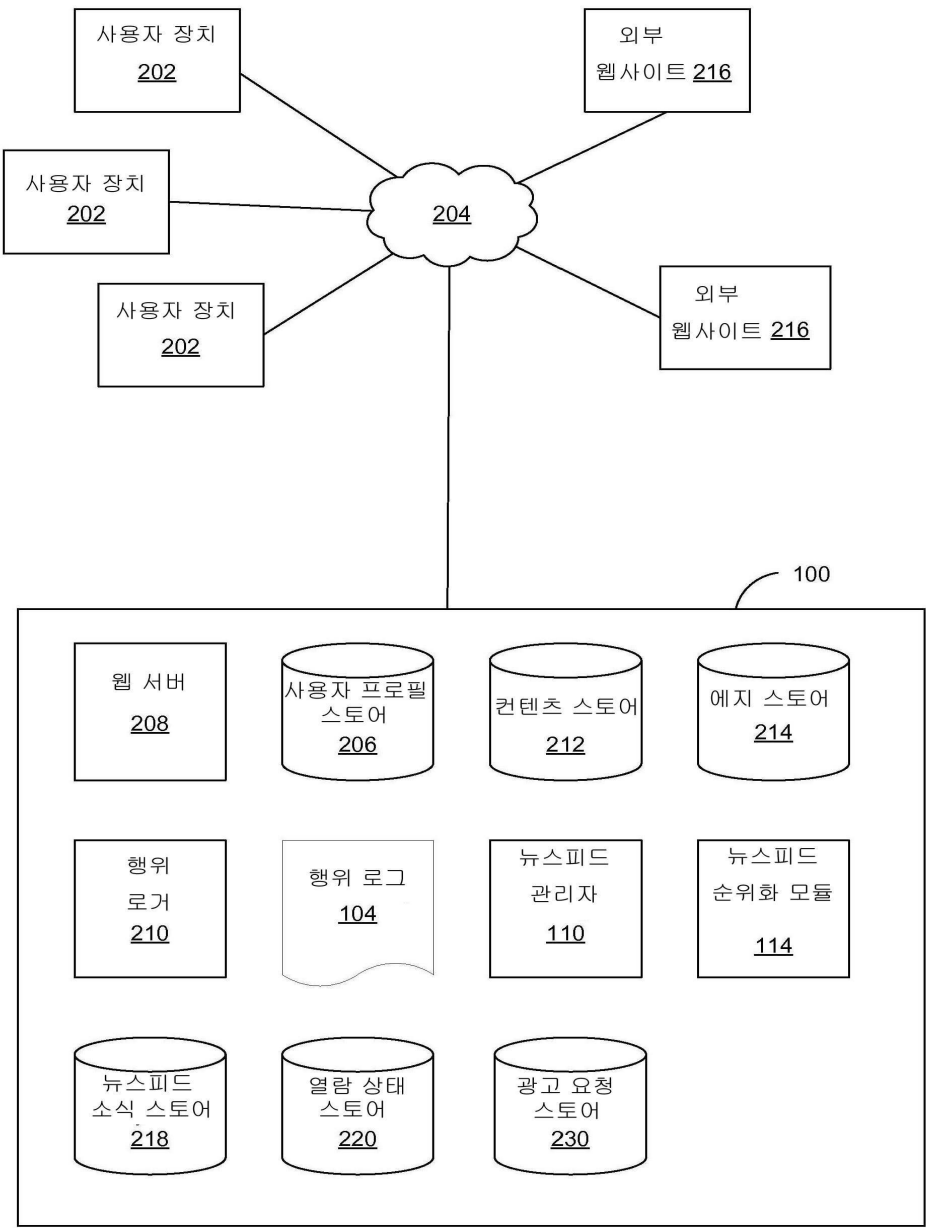 사용자 장치
202
외부
웹사이트 216
사용자 장치
202
204
사용자 장치
202
외부
웹사이트 216
100
웹 서버
208
사용자 프로필
스토어
206
컨텐츠 스토어
212
에지 스토어
214
행위
로거
210
행위 로그
104
뉴스피드
관리자
110
뉴스피드
순위화 모듈
114
뉴스피드
소식 스토어
218
열람 상태
스토어
220
광고 요청
스토어
230